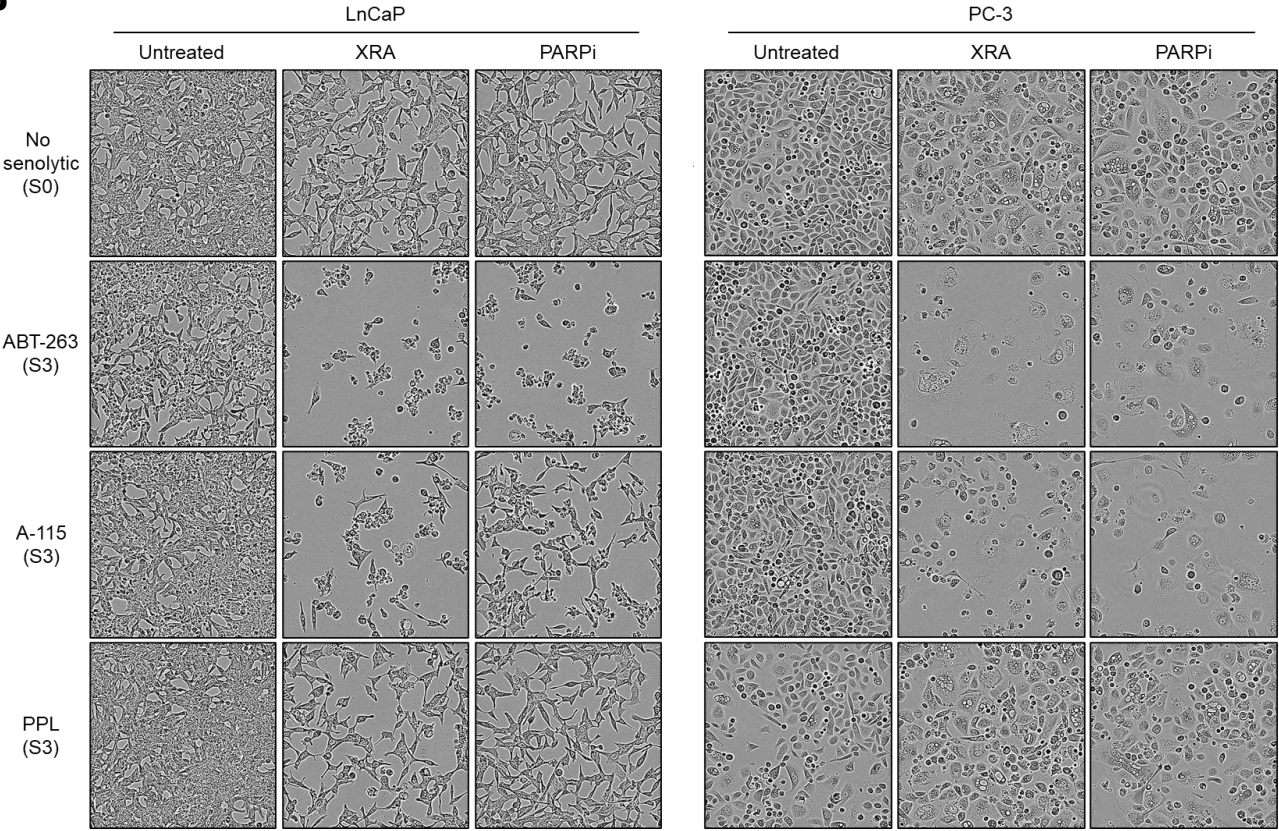 LnCaP
PC-3
Untreated
XRA
PARPi
Untreated
XRA
PARPi
No
senolytic
(S0)
ABT-263
(S3)
A-115
(S3)
PPL
(S3)